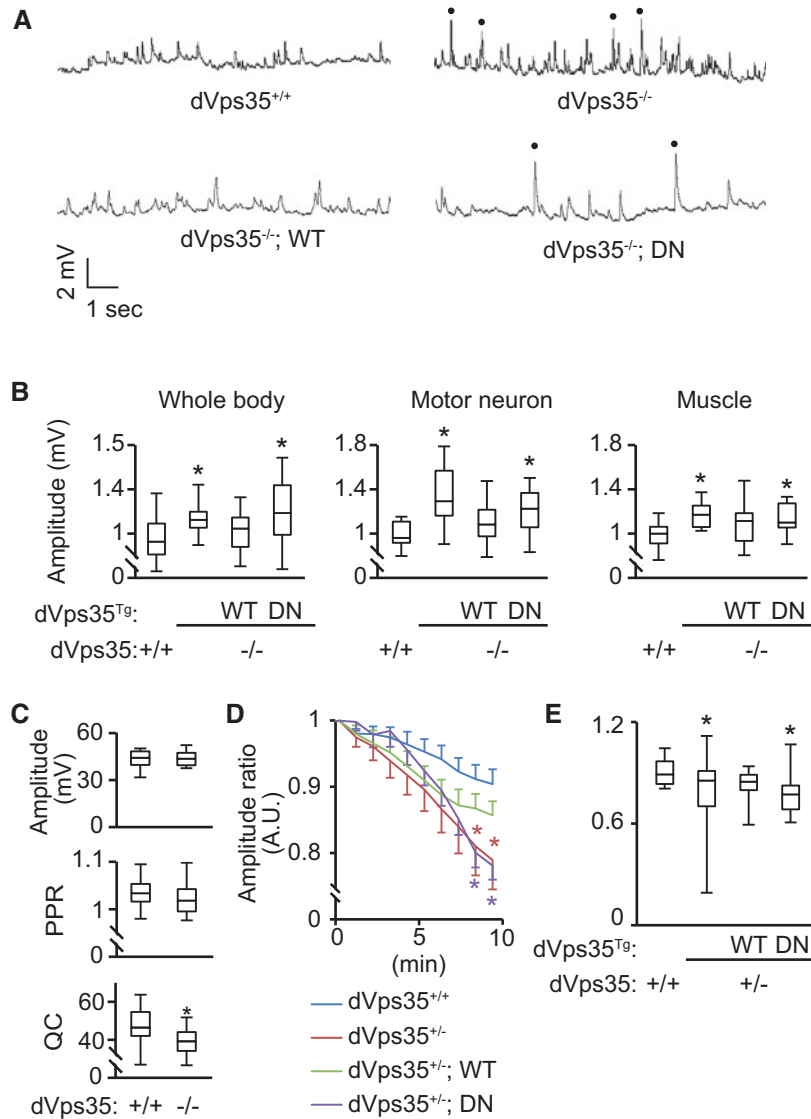 A
dVps35+/+
dVps35-/-
dVps35-/-; WT
dVps35-/-; DN
2 mV
1 sec
B
Whole body
Motor neuron
Muscle
Amplitude (mV)
1.5
1.4
1
0
1.8
1.4
1
0
1.8
1.4
1
0
dVps35Tg:
WT DN
WT DN
WT DN
dVps35: +/+ -/-
+/+ -/-
+/+ -/-
C
Amplitude (mV)
60
30
0
PPR
1.1
1
0
QC
60
40
0
dVps35: +/+ -/-
D
Amplitude ratio (A.U.)
1
0.9
0.8
0
0 5 10
(min)
dVps35+/+
dVps35+/-
dVps35+/-; WT
dVps35+/-; DN
E
1.2
0.6
0
dVps35Tg:
WT DN
dVps35: +/+ +/-